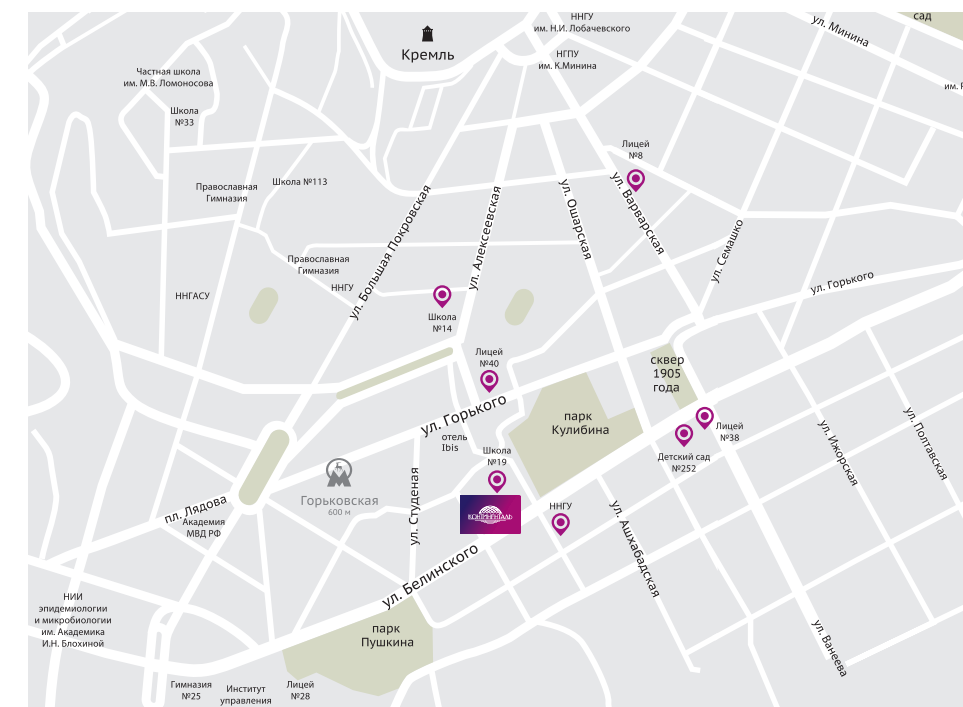 ННГУ
им. Н.И. Лобачевского
сад
ул. Минина
Кремль
НГПУ
им. К.Минина
им. Р
Частная школа
им. М.В. Ломоносова
Школа
№33
Лицей
№8
Православная
Гимназия
Школа №113
ул. Большая Покровская
ул. Алексеевская
ул. Ошарская
ул. Варварская
ул. Семашко
Православная
Гимназия
ННГУ
ННГАСУ
ул. Горького
Школа
№14
Лицей
№40
сквер
1905
года
ул. Горького
парк
Кулибина
отель
Ibis
Лицей
№38
Школа
№19
Детский сад
№252
ул. Ижорская
ул. Полтавская
Горьковская
600 м
ул. Студеная
КОНТИНЕНТАЛЬ
ННГУ
пл. Лядова
Академия
МВД РФ
ул. Ашхабадская
ул. Белинского
НИИ
эпидемиологии
и микробиологии
им. Академика
И.Н. Блохиной
парк
Пушкина
ул. Ванеева
Гимназия
№25
Институт
управления
Лицей
№28